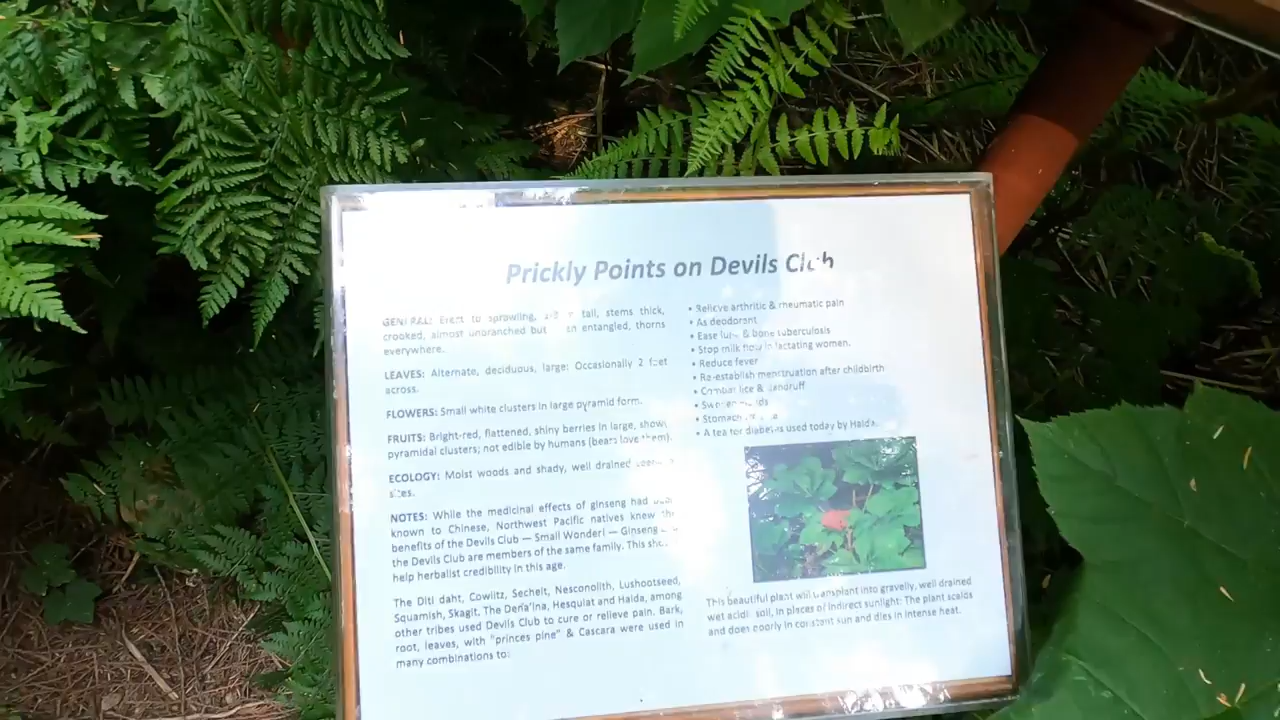 Prickly Points on Devils Club
GENERAL: Erect to sprawling, tall, stems thick,
crooked, almost unbranched but entangled, thorns
everywhere.
LEAVES: Alternate, deciduous, large: Occasionally 2 feet
across.
FLOWERS: Small white clusters in large pyramid form.
FRUITS: Bright-red, flattened, shiny berries in large, showy
pyramidal clusters; not edible by humans (bears love them).
ECOLOGY: Moist woods and shady, well drained
sites.
NOTES: While the medicinal effects of ginseng had been
known to Chinese, Northwest Pacific natives knew the
benefits of the Devils Club — Small Wonder! — Ginseng
the Devils Club are members of the same family. This
help herbalist credibility in this age.
The Diti daht, Cowlitz, Sechelt, Nesconolith, Lushootseed,
Squamish, Skagit, The Dena'ina, Hesquiat and Haida, among
other tribes used Devils Club to cure or relieve pain. Bark,
root, leaves, with "princes pine" & Cascara were used in
many combinations to:
• Relieve arthritic & rheumatic pain
• As deodorant
• Ease lung & bone tuberculosis
• Stop milk flow in lactating women.
• Reduce fever
• Re-establish menstruation after childbirth
• Combat lice & dandruff
•
• Stomach
• A tea for diabetes used today by Haida.
This beautiful plant will transplant into gravelly, well drained
wet acidic soil, in places of indirect sunlight: The plant scalds
and does poorly in constant sun and dies in intense heat.